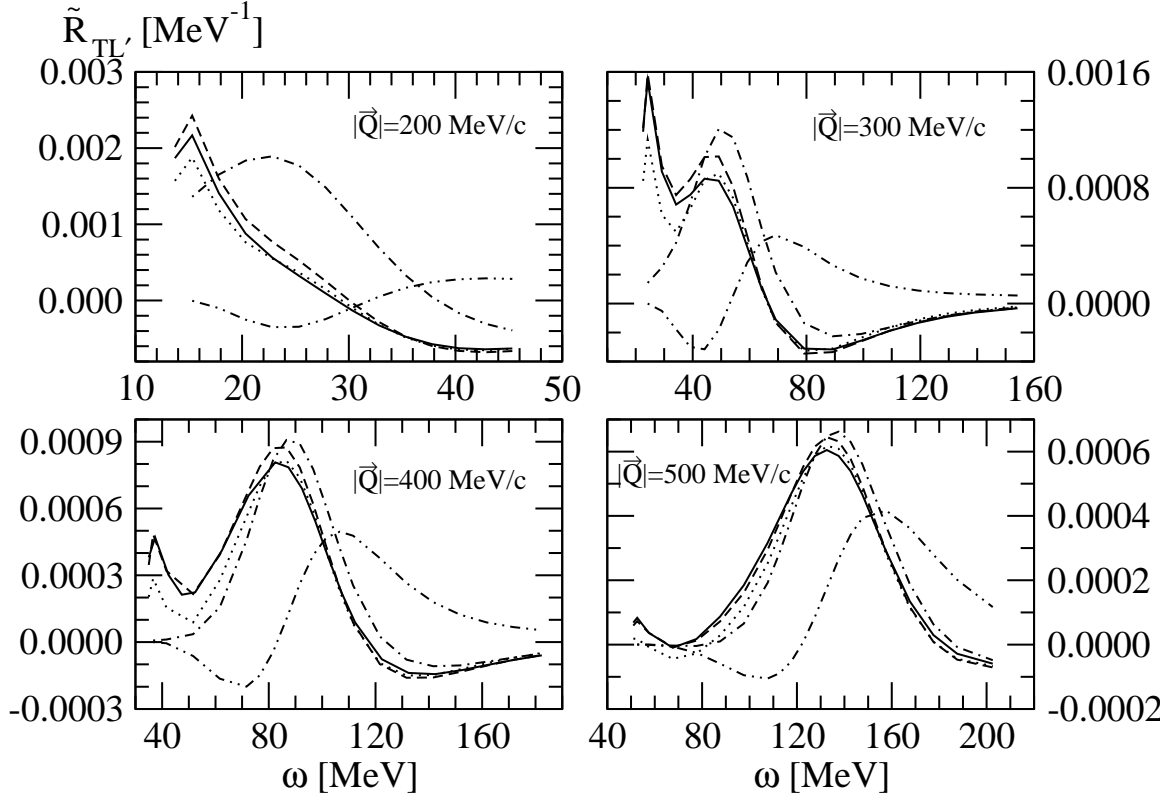 R̃_TL′ [MeV⁻¹]
0.003
0.002
0.001
0.000
|Q⃗|=200 MeV/c
10 20 30 40 50
|Q⃗|=300 MeV/c
0.0016
0.0008
0.0000
40 80 120 160
0.0009
0.0006
0.0003
0.0000
-0.0003
|Q⃗|=400 MeV/c
40 80 120 160
ω [MeV]
|Q⃗|=500 MeV/c
0.0006
0.0004
0.0002
0.0000
-0.0002
40 80 120 160 200
ω [MeV]